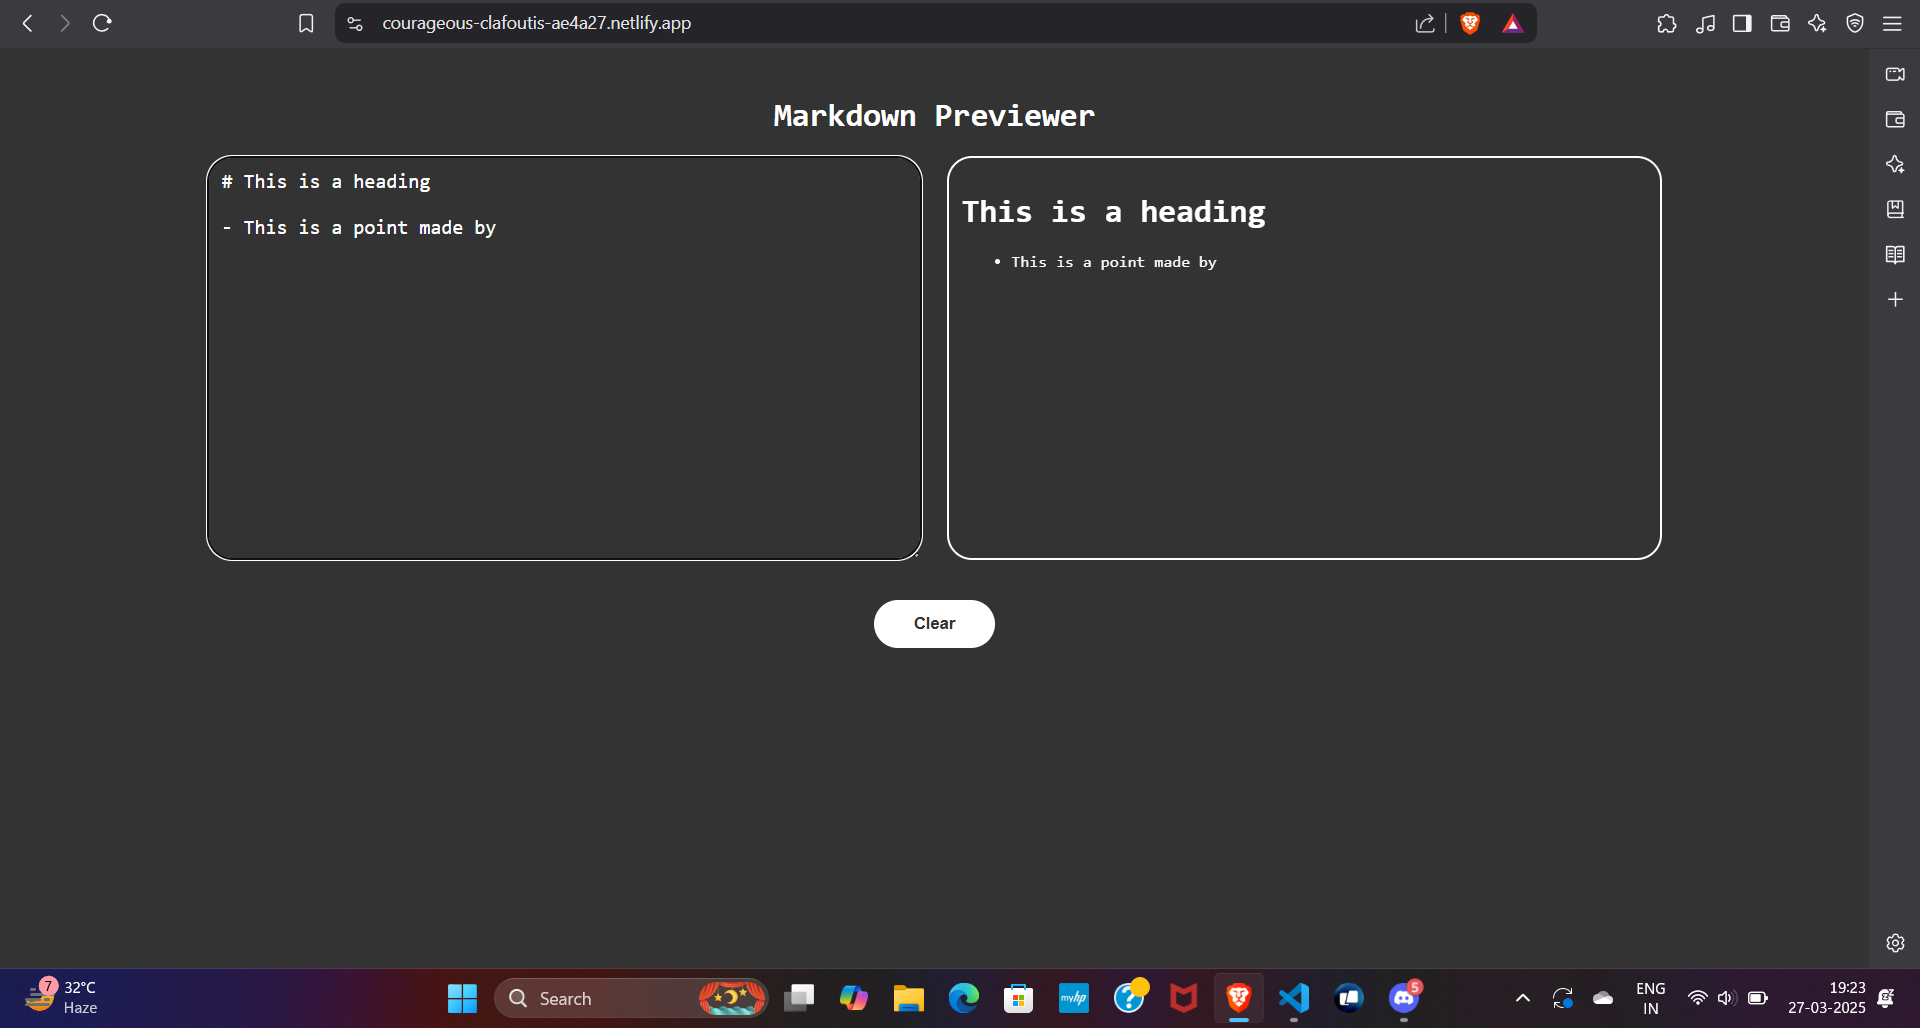 courageous-clafoutis-ae4a27.netlify.app
Markdown Previewer
# This is a heading
- This is a point made by
This is a heading
• This is a point made by
Clear
7
32°C
Haze
Search
myhp
?
5
ENG
IN
19:23
27-03-2025